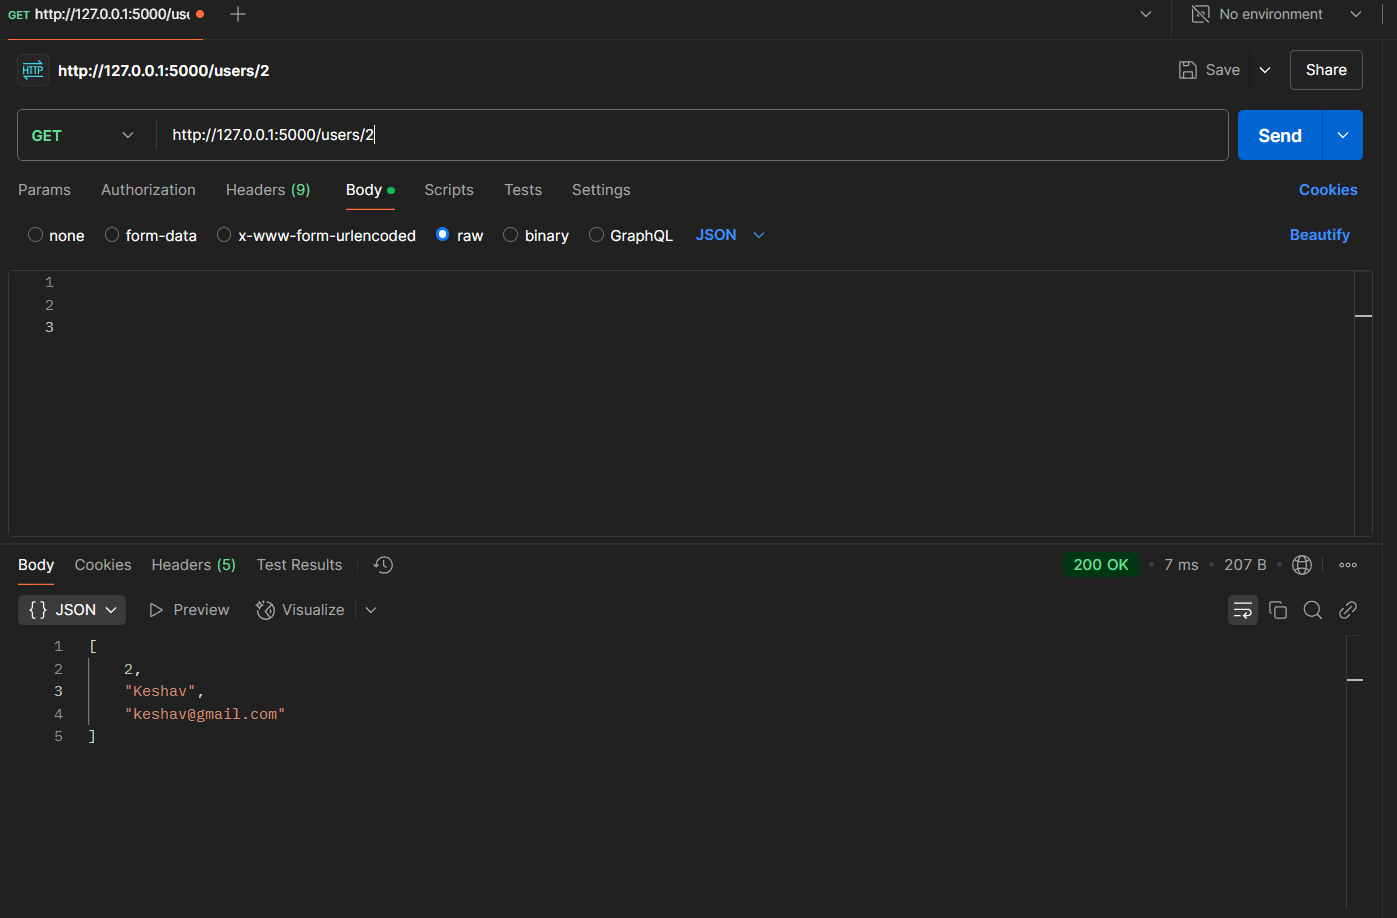 GET http://127.0.0.1:5000/use
No environment
HTTP http://127.0.0.1:5000/users/2
Save
Share
GET http://127.0.0.1:5000/users/2
Send
Params Authorization Headers (9) Body Scripts Tests Settings Cookies
none form-data x-www-form-urlencoded raw binary GraphQL JSON Beautify
1
2
3
Body Cookies Headers (5) Test Results 200 OK • 7 ms • 207 B •
{} JSON Preview Visualize
1 [
2 2,
3 "Keshav",
4 "keshav@gmail.com"
5 ]